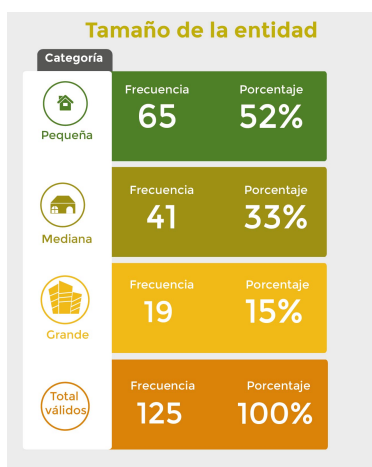 Tamaño de la entidad
Categoría
Pequeña
Frecuencia Porcentaje
65 52%
Mediana
Frecuencia Porcentaje
41 33%
Grande
Frecuencia Porcentaje
19 15%
Total
válidos
Frecuencia Porcentaje
125 100%